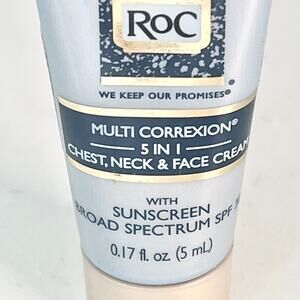 RoC
WE KEEP OUR PROMISES®
MULTI CORREXION®
5 IN 1
CHEST, NECK & FACE CREAM
WITH
SUNSCREEN
BROAD SPECTRUM SPF
0.17 fl. oz. (5 mL)